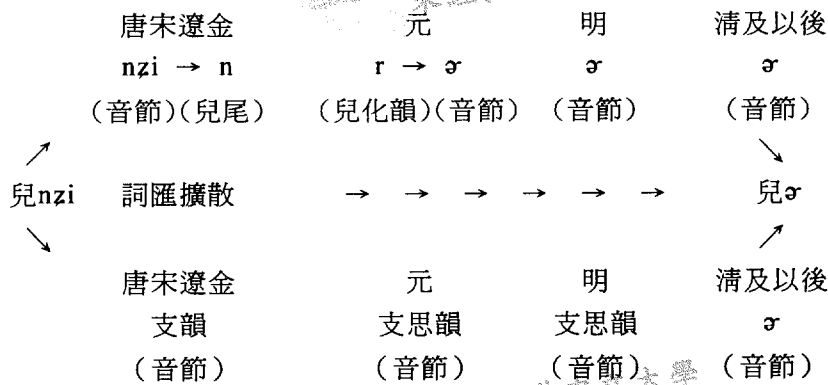 唐宋遼金 元 明 清及以後
nʐi → n r → ɚ ɚ ɚ
（音節）（兒尾） （兒化韻）（音節） （音節） （音節）
↗ ↘
兒nʐi 詞匯擴散 → → → → → → 兒ɚ
↘ ↗
唐宋遼金 元 明 清及以後
支韻 支思韻 支思韻 ɚ
（音節） （音節） （音節） （音節）